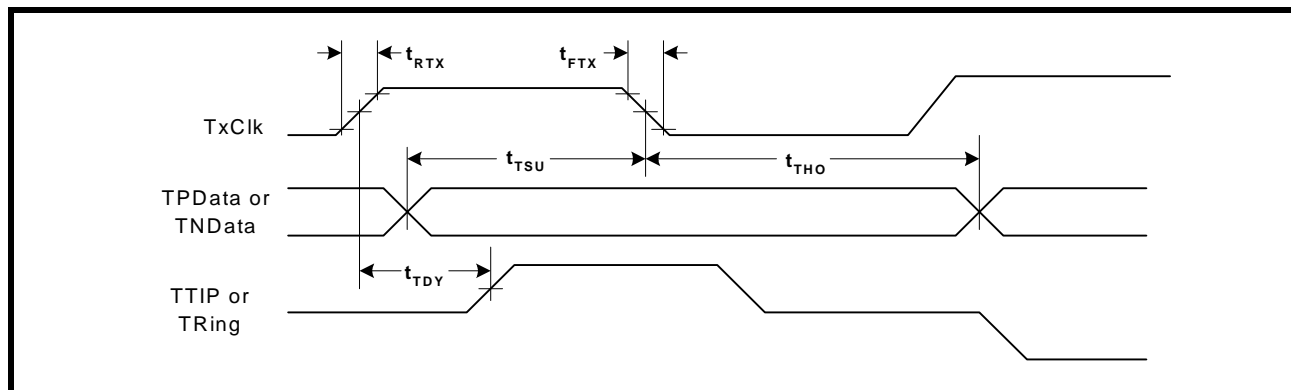 tRTX
tFTX
TxClk
tTSU
tTHO
TPData or
TNData
tTDY
TTIP or
TRing